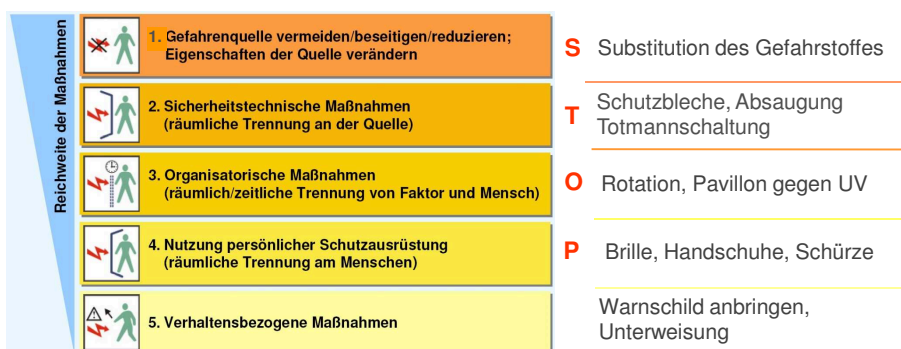 Reichweite der Maßnahmen
1. Gefahrenquelle vermeiden/beseitigen/reduzieren;
Eigenschaften der Quelle verändern
S Substitution des Gefahrstoffes
2. Sicherheitstechnische Maßnahmen
(räumliche Trennung an der Quelle)
T Schutzbleche, Absaugung
Totmannschaltung
3. Organisatorische Maßnahmen
(räumlich/zeitliche Trennung von Faktor und Mensch)
O Rotation, Pavillon gegen UV
4. Nutzung persönlicher Schutzausrüstung
(räumliche Trennung am Menschen)
P Brille, Handschuhe, Schürze
5. Verhaltensbezogene Maßnahmen
Warnschild anbringen,
Unterweisung